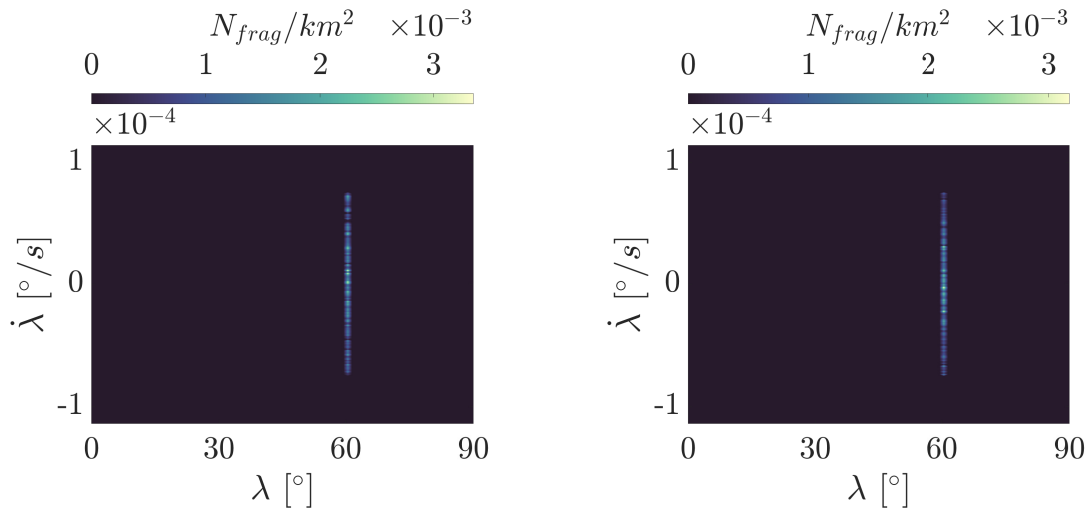 N_{frag}/km^2 ×10^{-3}
0 1 2 3
×10^{-4}
1
0
-1
λ̇ [°/s]
0 30 60 90
λ [°]
N_{frag}/km^2 ×10^{-3}
0 1 2 3
×10^{-4}
1
0
-1
λ̇ [°/s]
0 30 60 90
λ [°]